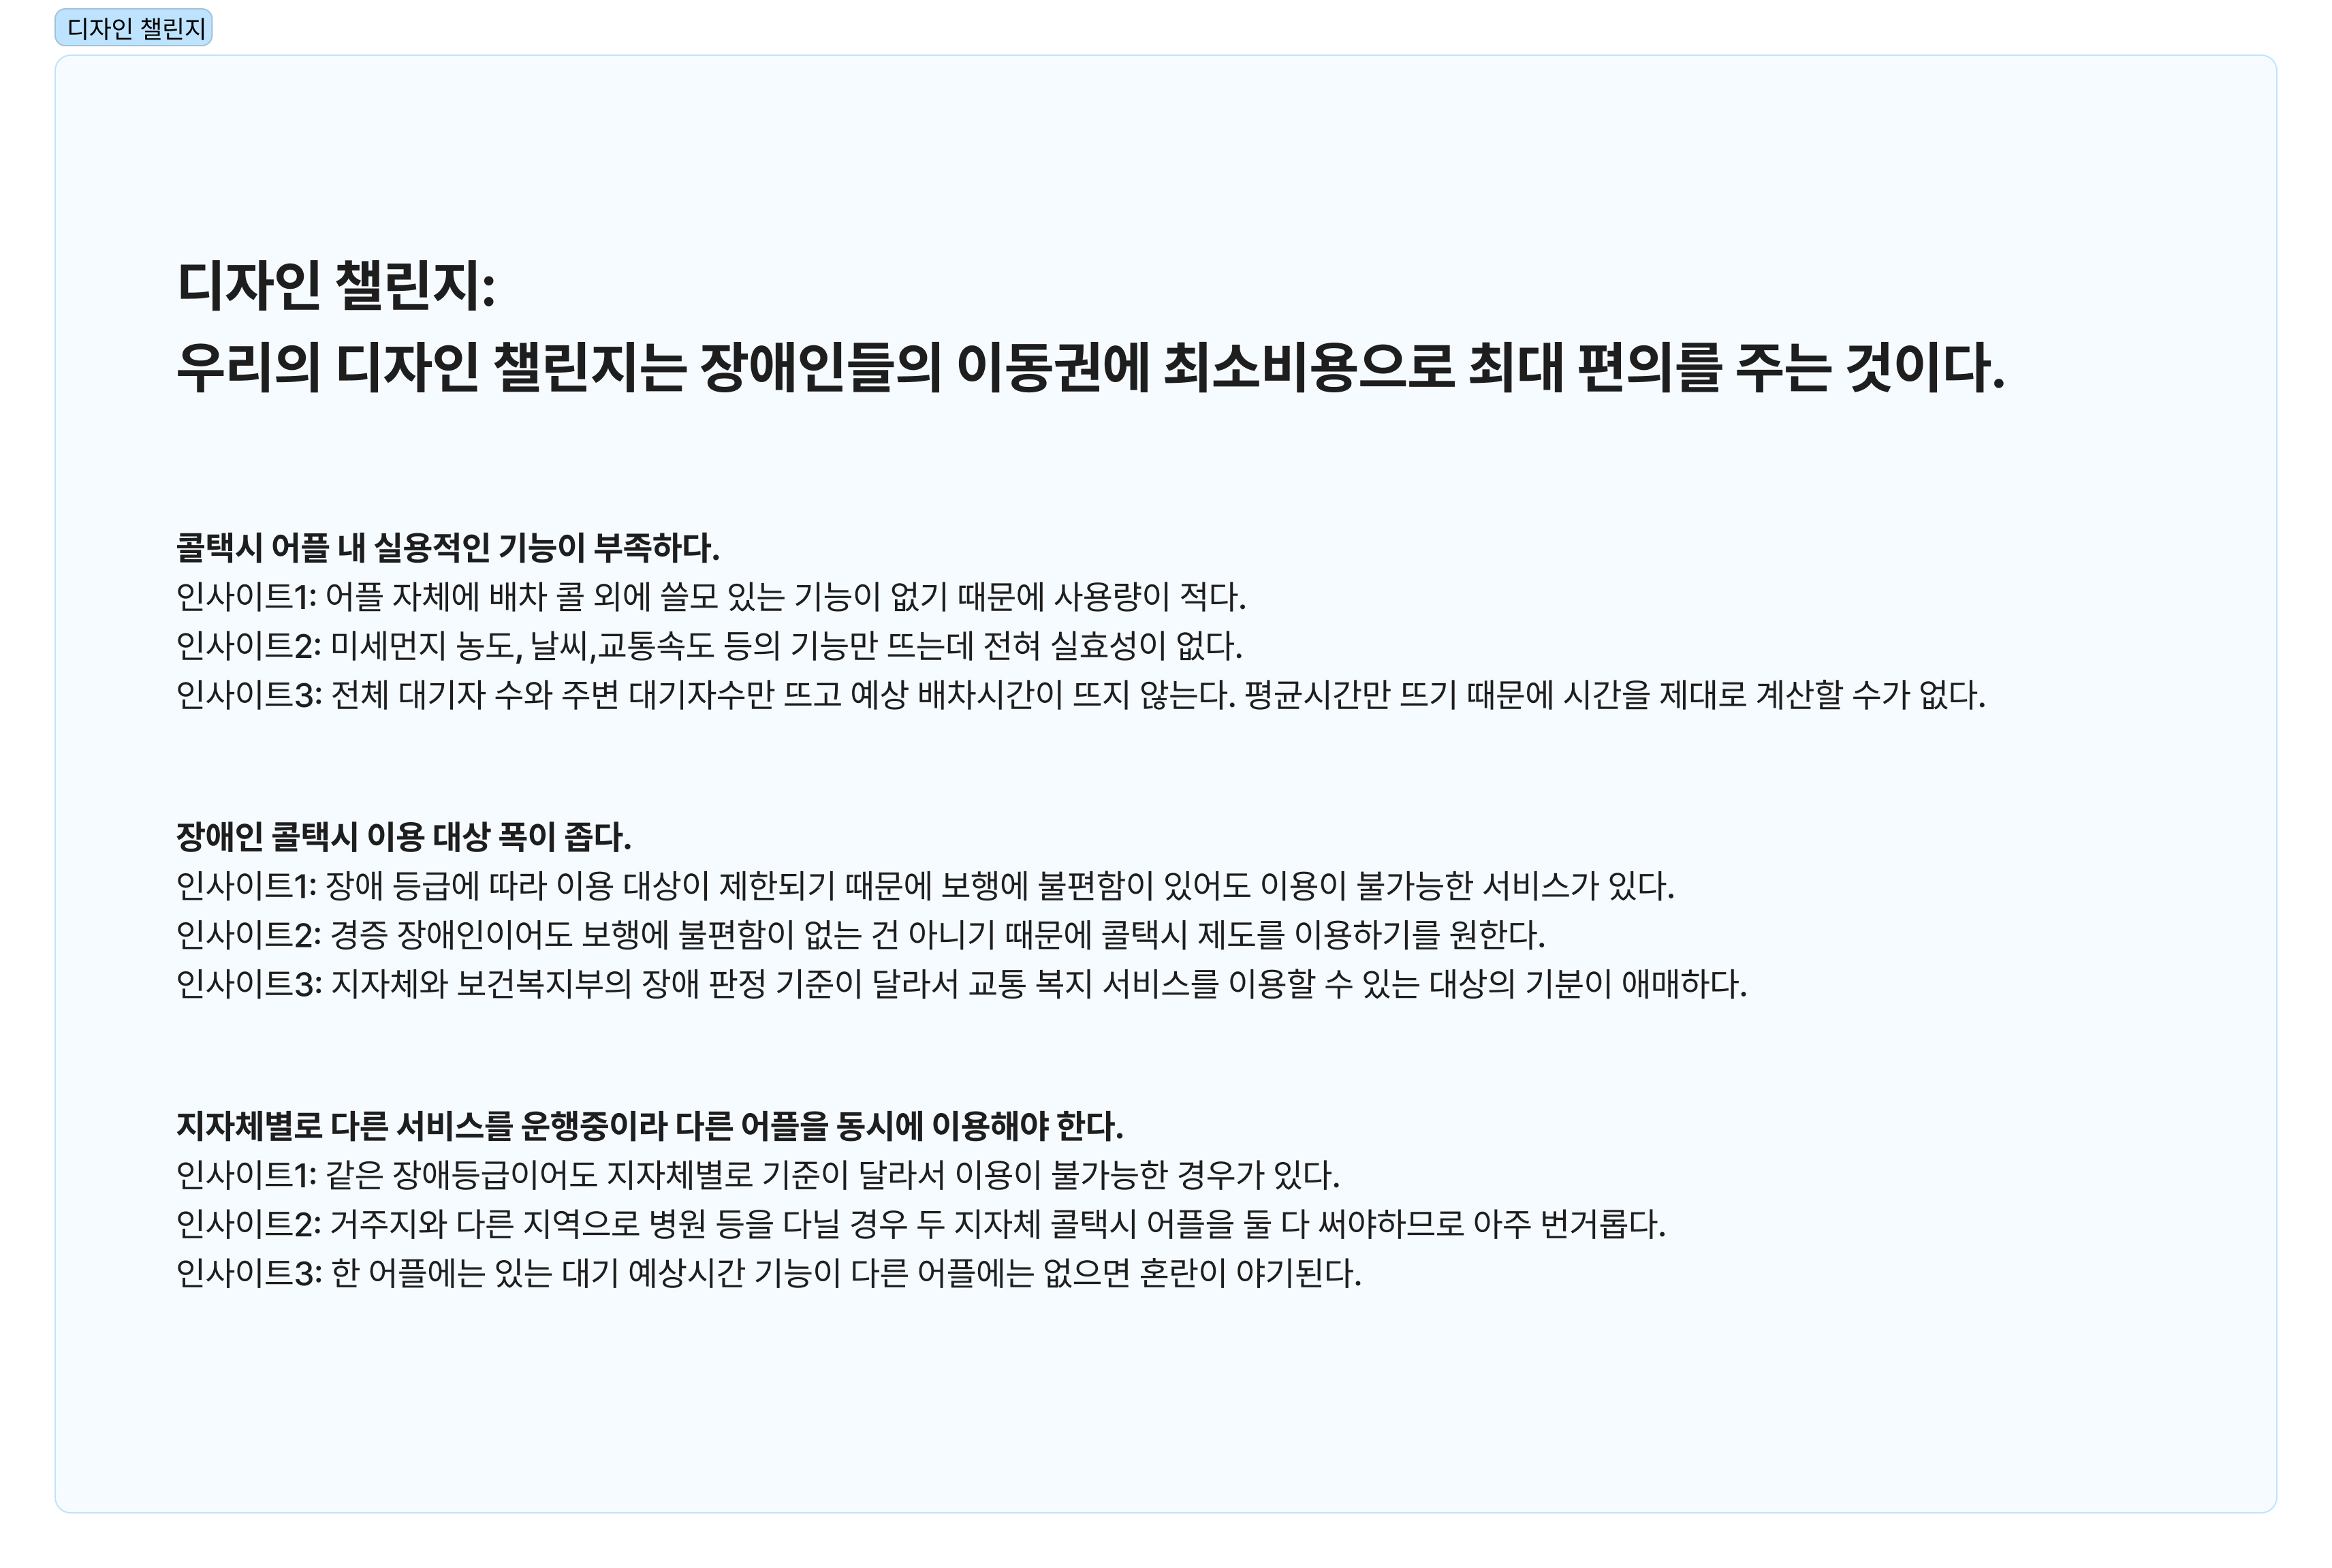 디자인 챌린지
디자인 챌린지:
우리의 디자인 챌린지는 장애인들의 이동권에 최소비용으로 최대 편의를 주는 것이다.
콜택시 어플 내 실용적인 기능이 부족하다.
인사이트1: 어플 자체에 배차 콜 외에 쓸모 있는 기능이 없기 때문에 사용량이 적다.
인사이트2: 미세먼지 농도, 날씨,교통속도 등의 기능만 뜨는데 전혀 실효성이 없다.
인사이트3: 전체 대기자 수와 주변 대기자수만 뜨고 예상 배차시간이 뜨지 않는다. 평균시간만 뜨기 때문에 시간을 제대로 계산할 수가 없다.
장애인 콜택시 이용 대상 폭이 좁다.
인사이트1: 장애 등급에 따라 이용 대상이 제한되기 때문에 보행에 불편함이 있어도 이용이 불가능한 서비스가 있다.
인사이트2: 경증 장애인이어도 보행에 불편함이 없는 건 아니기 때문에 콜택시 제도를 이용하기를 원한다.
인사이트3: 지자체와 보건복지부의 장애 판정 기준이 달라서 교통 복지 서비스를 이용할 수 있는 대상의 기분이 애매하다.
지자체별로 다른 서비스를 운행중이라 다른 어플을 동시에 이용해야 한다.
인사이트1: 같은 장애등급이어도 지자체별로 기준이 달라서 이용이 불가능한 경우가 있다.
인사이트2: 거주지와 다른 지역으로 병원 등을 다닐 경우 두 지자체 콜택시 어플을 둘 다 써야하므로 아주 번거롭다.
인사이트3: 한 어플에는 있는 대기 예상시간 기능이 다른 어플에는 없으면 혼란이 야기된다.